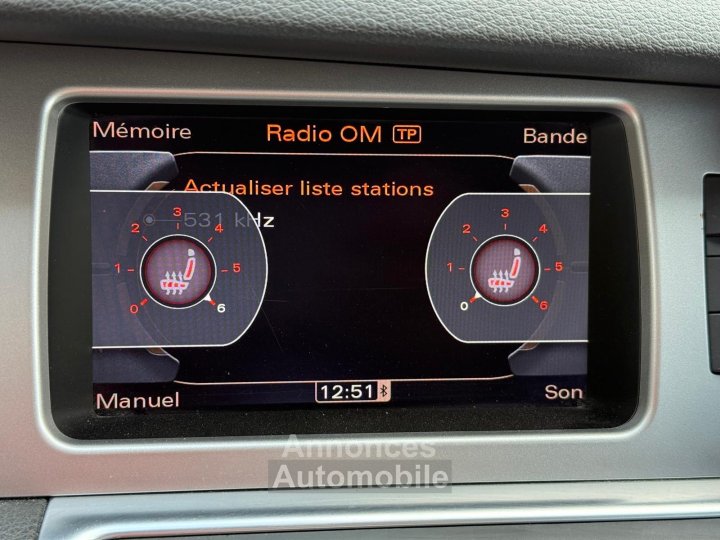 Mémoire
Radio OM TP
Bande
Actualiser liste stations
531 kHz
0 1 2 3 4 5 6
0 1 2 3 4 5 6
Manuel
12:51
Son
Annonces
Automobile